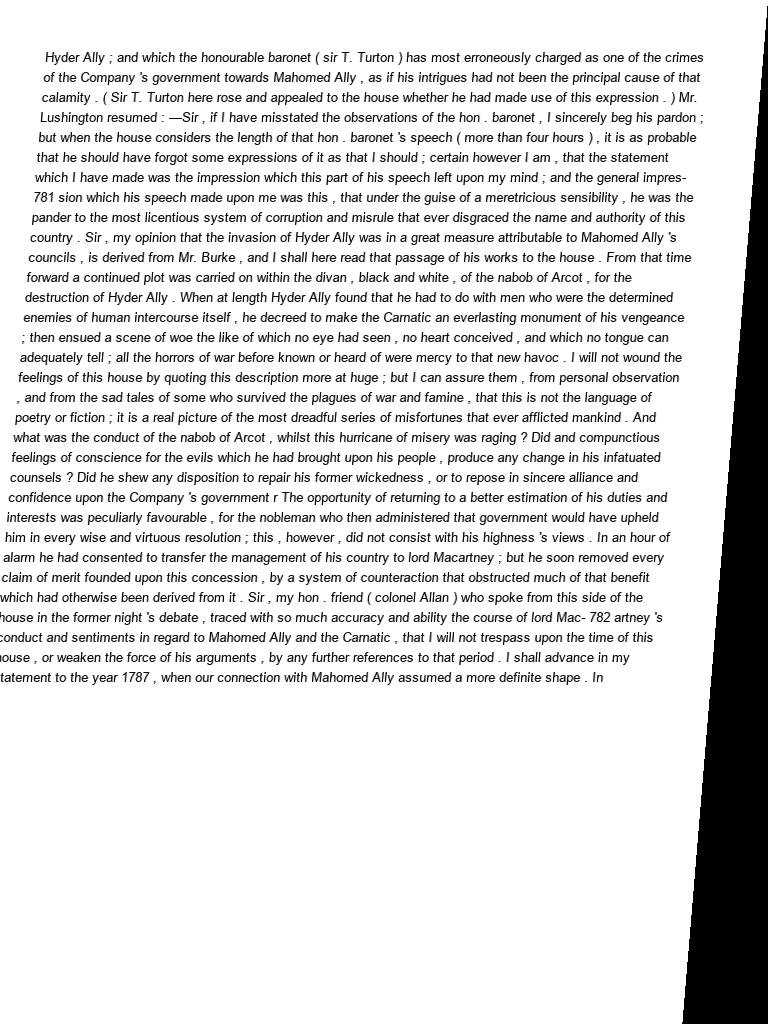 Hyder Ally ; and which the honourable baronet ( sir T. Turton ) has most erroneously charged as one of the crimes
of the Company 's government towards Mahomed Ally , as if his intrigues had not been the principal cause of that
calamity . ( Sir T. Turton here rose and appealed to the house whether he had made use of this expression . ) Mr.
Lushington resumed : —Sir , if I have misstated the observations of the hon . baronet , I sincerely beg his pardon ;
but when the house considers the length of that hon . baronet 's speech ( more than four hours ) , it is as probable
that he should have forgot some expressions of it as that I should ; certain however I am , that the statement
which I have made was the impression which this part of his speech left upon my mind ; and the general impres-
781 sion which his speech made upon me was this , that under the guise of a meretricious sensibility , he was the
pander to the most licentious system of corruption and misrule that ever disgraced the name and authority of this
country . Sir , my opinion that the invasion of Hyder Ally was in a great measure attributable to Mahomed Ally 's
councils , is derived from Mr. Burke , and I shall here read that passage of his works to the house . From that time
forward a continued plot was carried on within the divan , black and white , of the nabob of Arcot , for the
destruction of Hyder Ally . When at length Hyder Ally found that he had to do with men who were the determined
enemies of human intercourse itself , he decreed to make the Carnatic an everlasting monument of his vengeance
; then ensued a scene of woe the like of which no eye had seen , no heart conceived , and which no tongue can
adequately tell ; all the horrors of war before known or heard of were mercy to that new havoc . I will not wound the
feelings of this house by quoting this description more at huge ; but I can assure them , from personal observation
, and from the sad tales of some who survived the plagues of war and famine , that this is not the language of
poetry or fiction ; it is a real picture of the most dreadful series of misfortunes that ever afflicted mankind . And
what was the conduct of the nabob of Arcot , whilst this hurricane of misery was raging ? Did and compunctious
feelings of conscience for the evils which he had brought upon his people , produce any change in his infatuated
counsels ? Did he shew any disposition to repair his former wickedness , or to repose in sincere alliance and
confidence upon the Company 's government r The opportunity of returning to a better estimation of his duties and
interests was peculiarly favourable , for the nobleman who then administered that government would have upheld
him in every wise and virtuous resolution ; this , however , did not consist with his highness 's views . In an hour of
alarm he had consented to transfer the management of his country to lord Macartney ; but he soon removed every
claim of merit founded upon this concession , by a system of counteraction that obstructed much of that benefit
which had otherwise been derived from it . Sir , my hon . friend ( colonel Allan ) who spoke from this side of the
house in the former night 's debate , traced with so much accuracy and ability the course of lord Mac- 782 artney 's
conduct and sentiments in regard to Mahomed Ally and the Carnatic , that I will not trespass upon the time of this
house , or weaken the force of his arguments , by any further references to that period . I shall advance in my
tatement to the year 1787 , when our connection with Mahomed Ally assumed a more definite shape . In